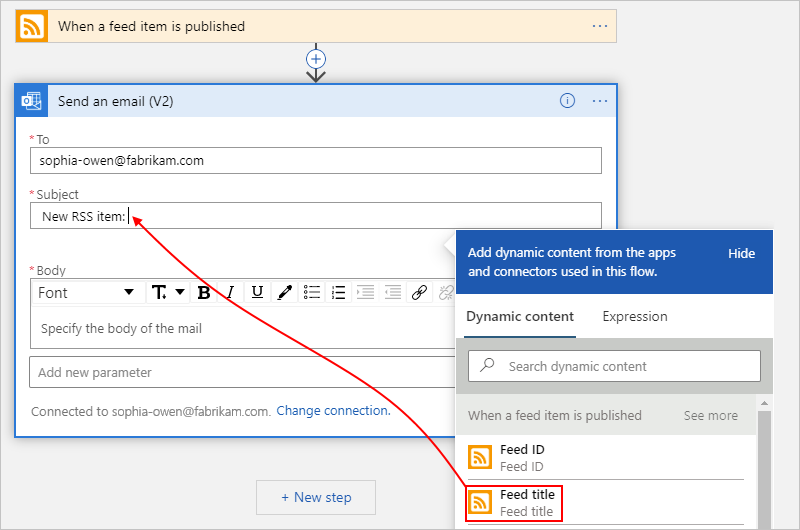 When a feed item is published
Send an email (V2)
* To
sophia-owen@fabrikam.com
* Subject
New RSS item:
* Body
Font
B I U
Specify the body of the mail
Add new parameter
Connected to sophia-owen@fabrikam.com. Change connection.
+ New step
Add dynamic content from the apps
and connectors used in this flow.
Hide
Dynamic content Expression
Search dynamic content
When a feed item is published See more
Feed ID
Feed ID
Feed title
Feed title